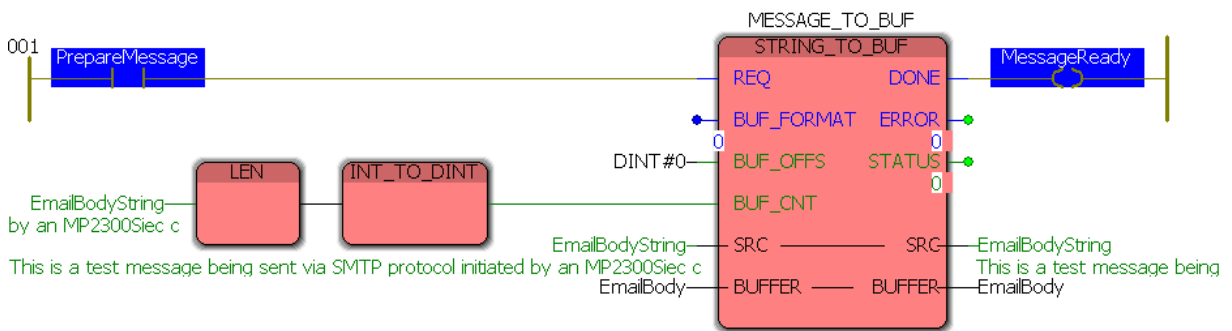 MESSAGE_TO_BUF
001
PrepareMessage
STRING_TO_BUF
MessageReady
REQ DONE
BUF_FORMAT ERROR
0 0
DINT#0 BUF_OFFS STATUS
0
LEN INT_TO_DINT
EmailBodyString BUF_CNT
by an MP2300Siec c
EmailBodyString SRC SRC EmailBodyString
This is a test message being sent via SMTP protocol initiated by an MP2300Siec c This is a test message being
EmailBody BUFFER BUFFER EmailBody